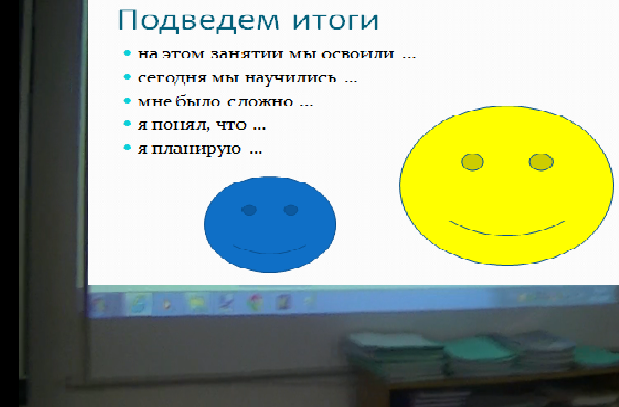 Подведем итоги
на этом занятии мы освоили ...
сегодня мы научились ...
мне было сложно ...
я понял, что ...
я планирую ...